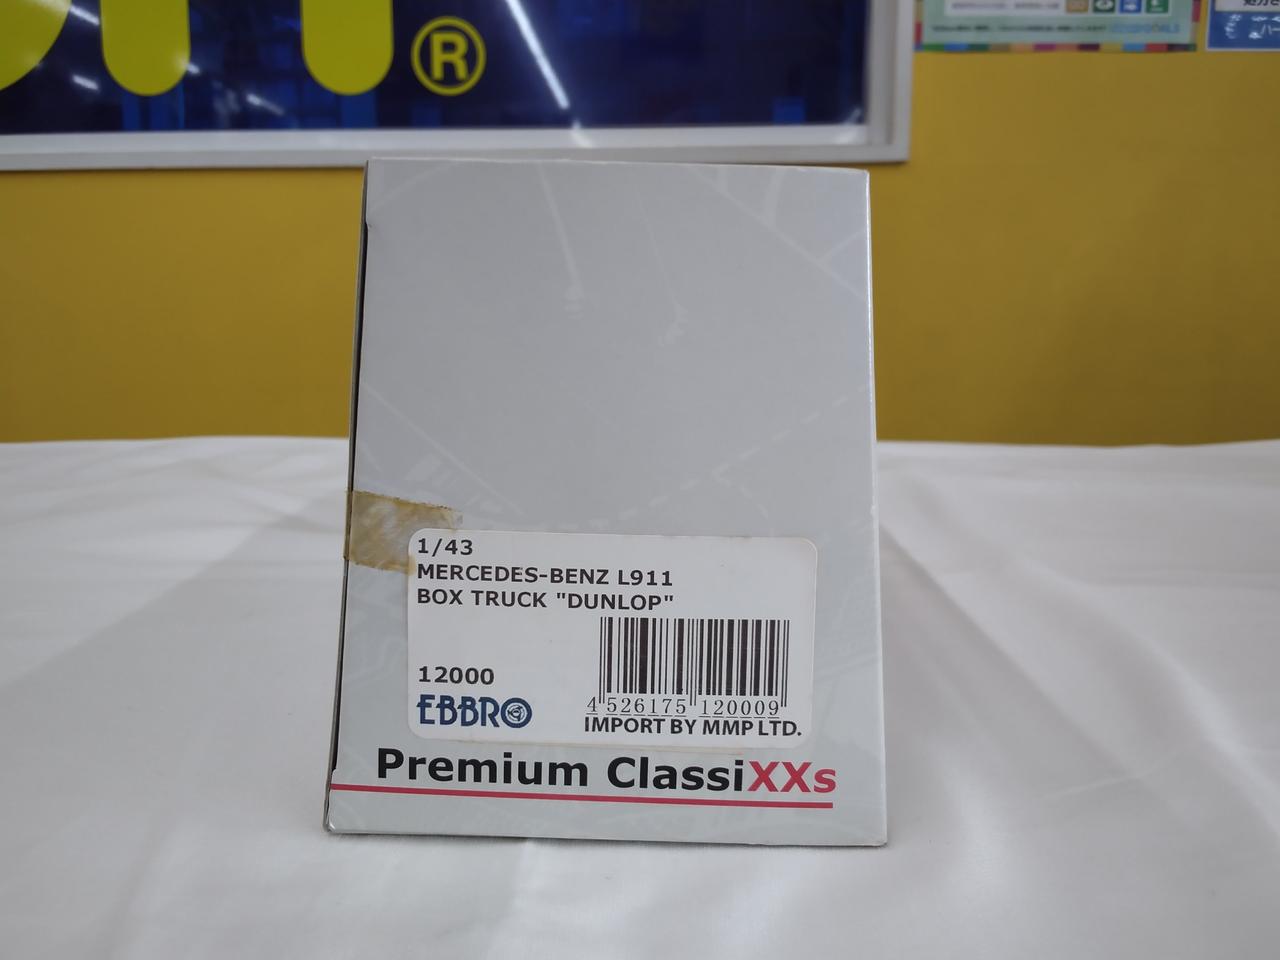 ®
1/43
MERCEDES-BENZ L911
BOX TRUCK "DUNLOP"
12000
EBBRO
4 526175 120009
IMPORT BY MMP LTD.
Premium ClassiXXs